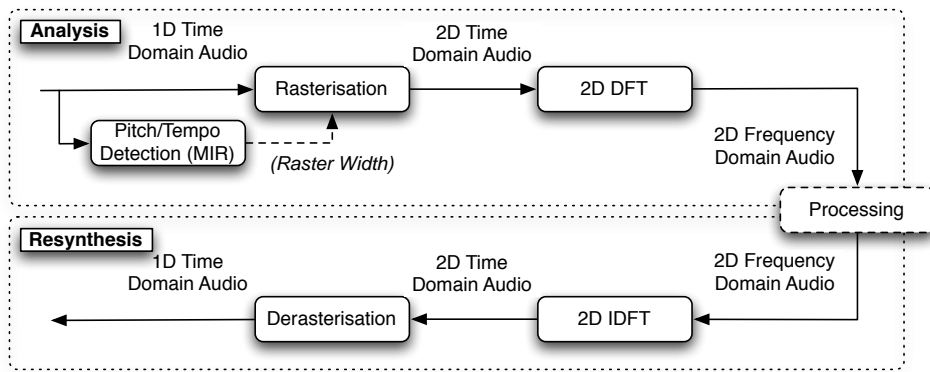 Analysis
1D Time
Domain Audio
2D Time
Domain Audio
Rasterisation
2D DFT
Pitch/Tempo
Detection (MIR)
(Raster Width)
2D Frequency
Domain Audio
Processing
Resynthesis
1D Time
Domain Audio
2D Time
Domain Audio
2D Frequency
Domain Audio
Derasterisation
2D IDFT